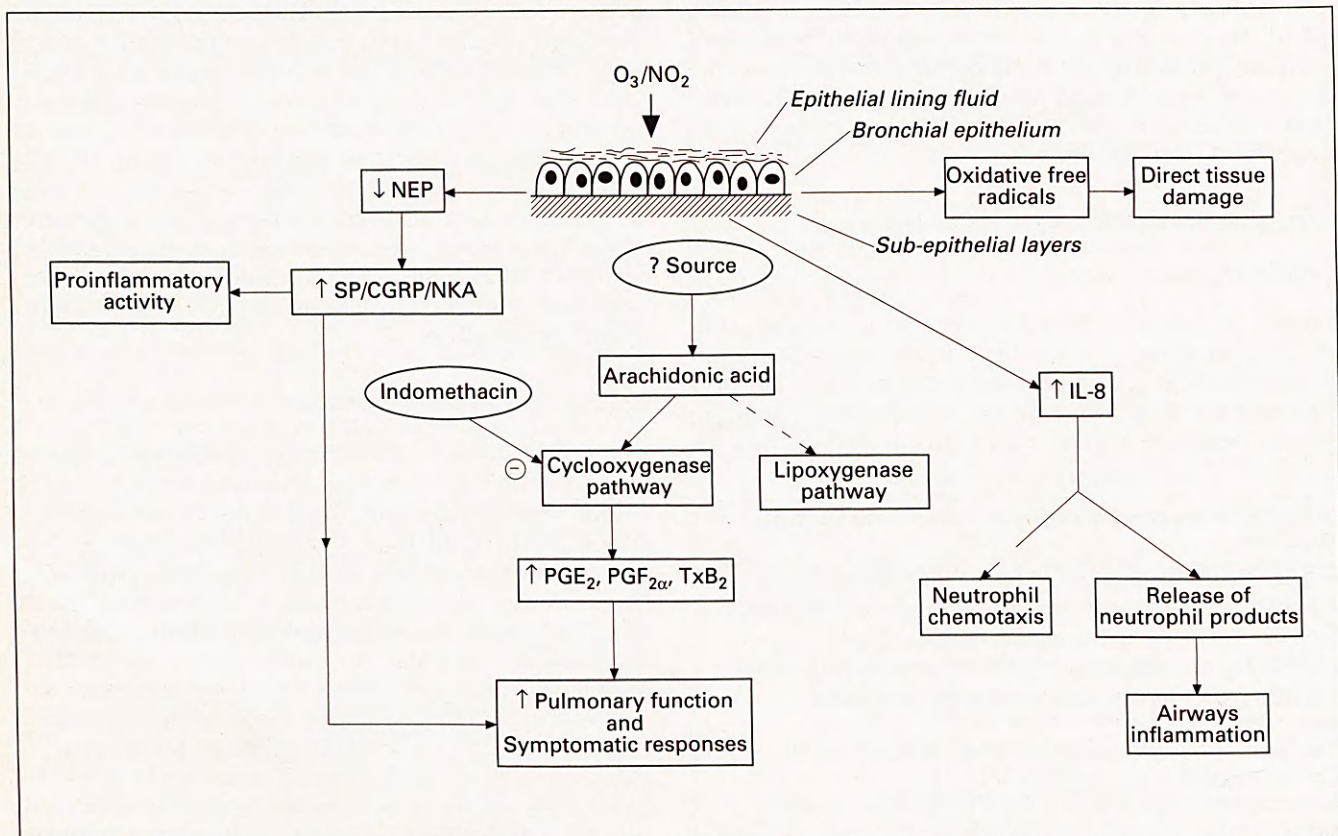 O₃/NO₂
Epithelial lining fluid
Bronchial epithelium
↓ NEP
Oxidative free
radicals
Direct tissue
damage
Sub-epithelial layers
? Source
Proinflammatory
activity
↑ SP/CGRP/NKA
Arachidonic acid
Indomethacin
↑ IL-8
−
Cyclooxygenase
pathway
Lipoxygenase
pathway
↑ PGE₂, PGF₂α, TxB₂
Neutrophil
chemotaxis
Release of
neutrophil products
↑ Pulmonary function
and
Symptomatic responses
Airways
inflammation